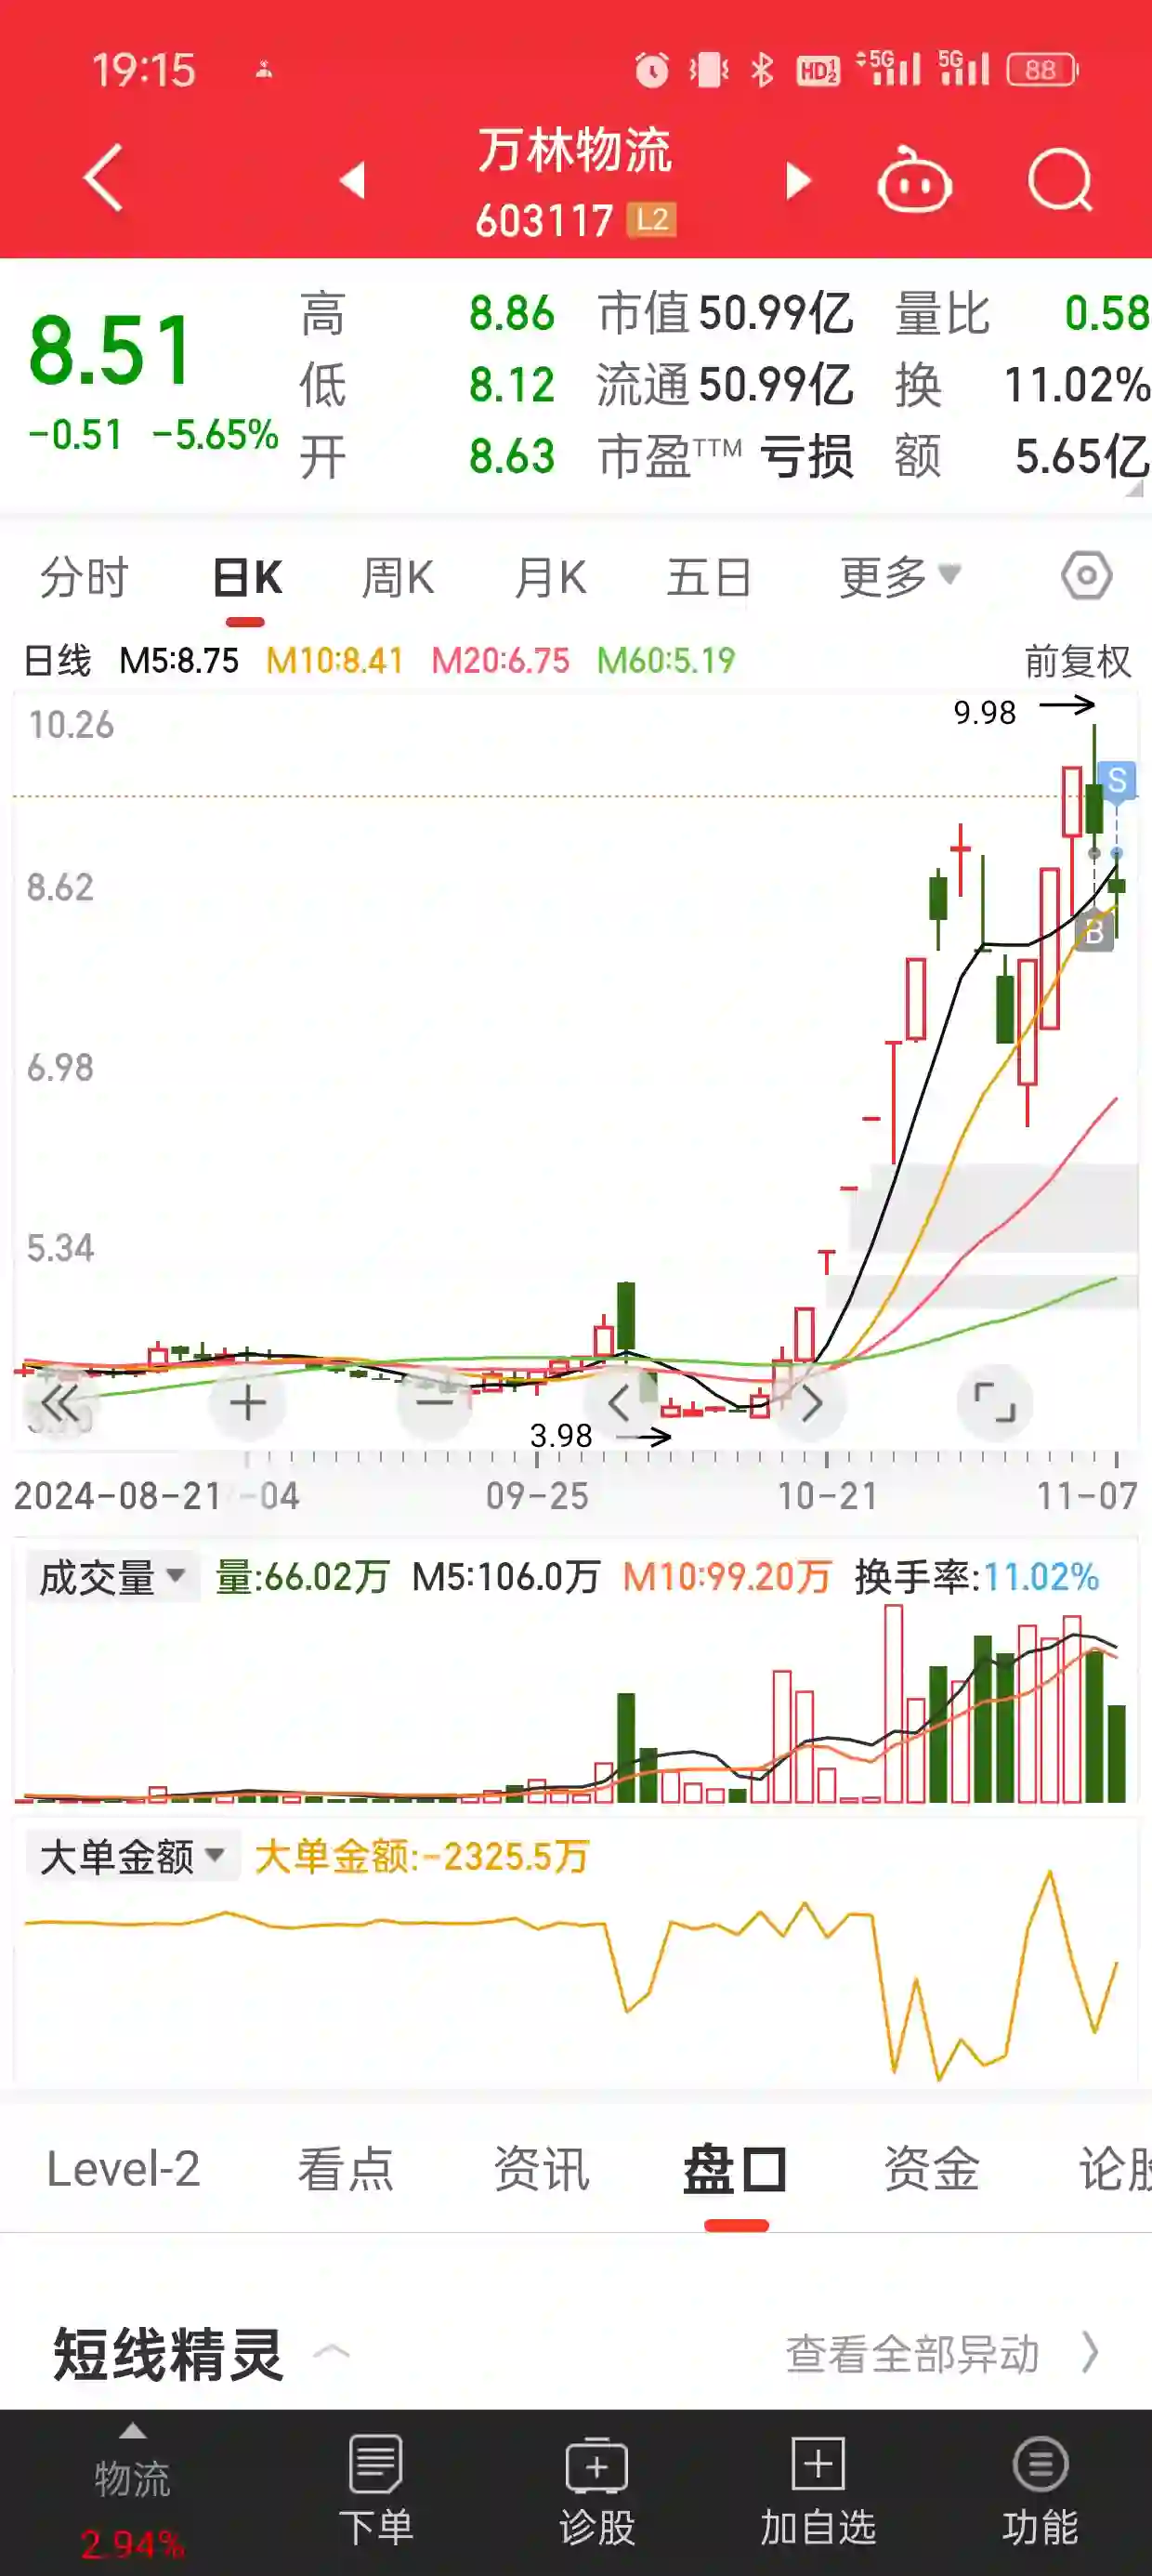 19:15 HD 5G 5G 88
万林物流
603117 L2
8.51 高 8.86 市值 50.99亿 量比 0.58
-0.51 -5.65% 低 8.12 流通 50.99亿 换 11.02%
开 8.63 市盈TTM 亏损 额 5.65亿
分时 日K 周K 月K 五日 更多
日线 M5:8.75 M10:8.41 M20:6.75 M60:5.19 前复权
9.98
10.26
S
8.62
B
6.98
5.34
3.98
2024-08-21 -04 09-25 10-21 11-07
成交量 量:66.02万 M5:106.0万 M10:99.20万 换手率:11.02%
大单金额 大单金额:-2325.5万
Level-2 看点 资讯 盘口 资金 论股
短线精灵 查看全部异动
物流 下单 诊股 加自选 功能
2.94%